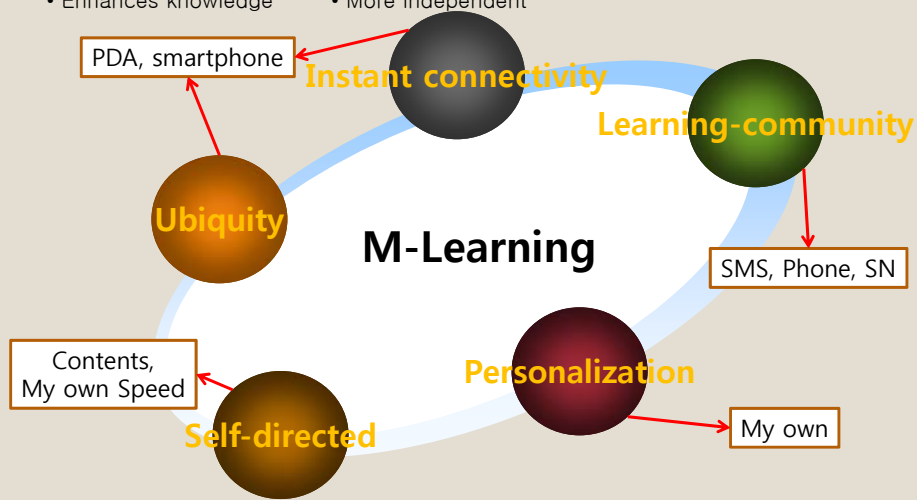 • Enhances knowledge
• More independent
PDA, smartphone
Instant connectivity
Learning-community
Ubiquity
M-Learning
SMS, Phone, SN
Contents,
My own Speed
Personalization
Self-directed
My own